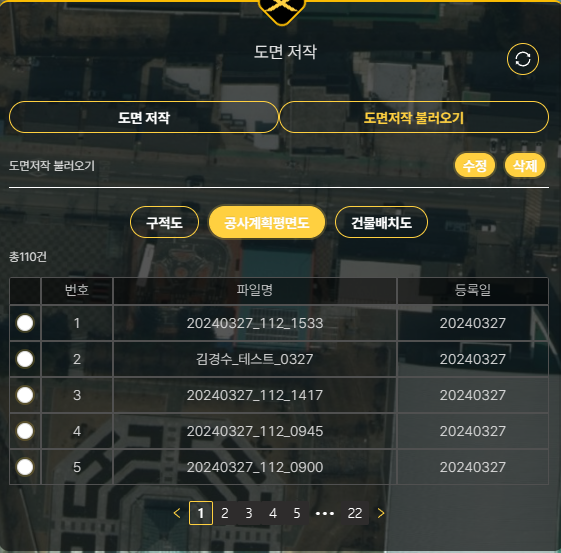 도면 저작
도면 저작 도면저작 불러오기
도면저작 불러오기 수정 삭제
구적도 공사계획평면도 건물배치도
총110건
번호 파일명 등록일
1 20240327_112_1533 20240327
2 김경수_테스트_0327 20240327
3 20240327_112_1417 20240327
4 20240327_112_0945 20240327
5 20240327_112_0900 20240327
< 1 2 3 4 5 ••• 22 >